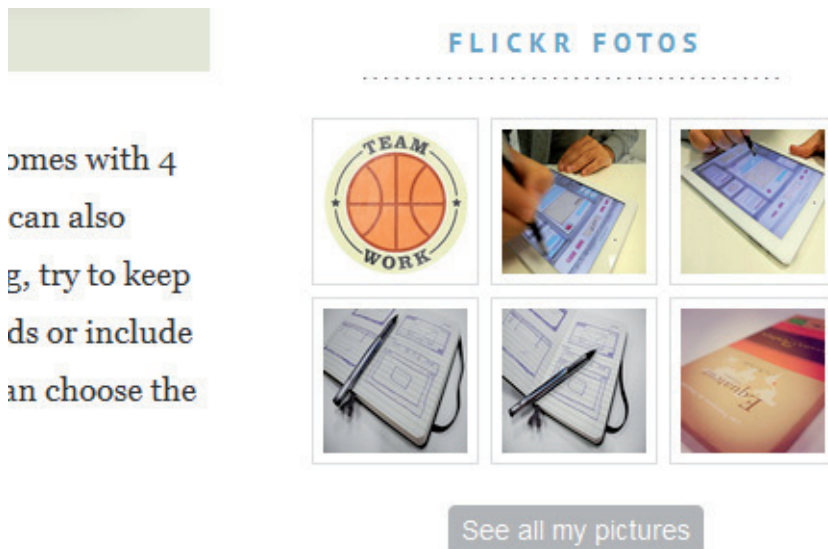 FLICKR FOTOS
omes with 4
can also
g, try to keep
ds or include
an choose the
TEAM
WORK
Equations
See all my pictures